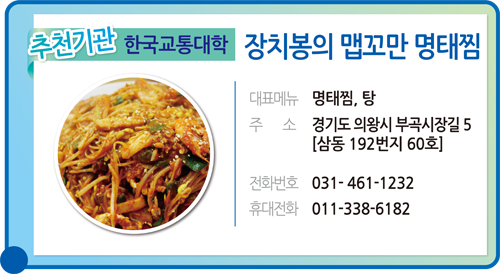 추천기관 한국교통대학 장치봉의 맵꼬만 명태찜
대표메뉴 명태찜, 탕
주 소 경기도 의왕시 부곡시장길 5
[삼동 192번지 60호]
전화번호 031- 461-1232
휴대전화 011-338-6182